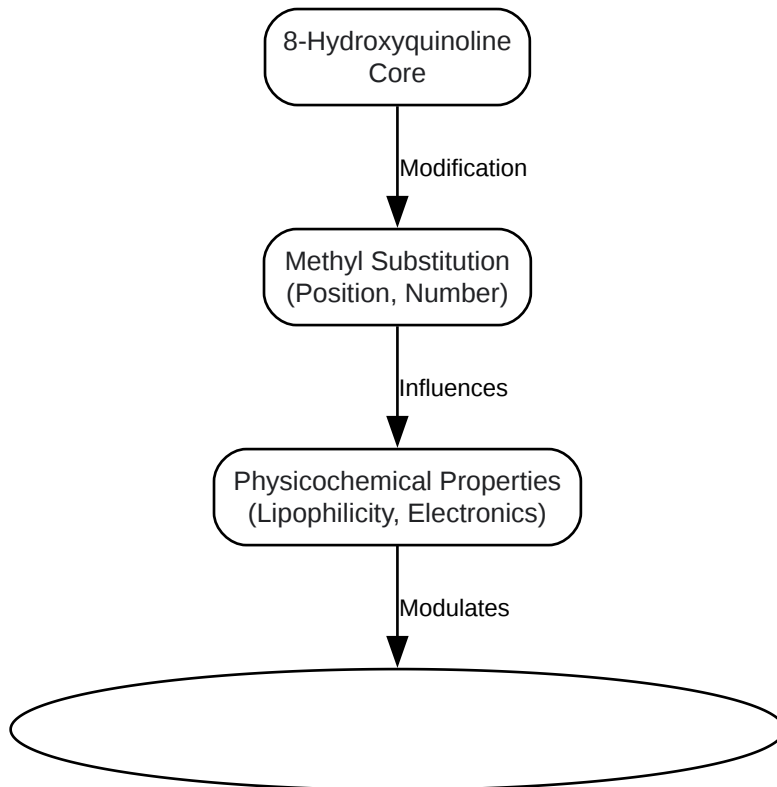 8-Hydroxyquinoline
Core
Modification
Methyl Substitution
(Position, Number)
Influences
Physicochemical Properties
(Lipophilicity, Electronics)
Modulates